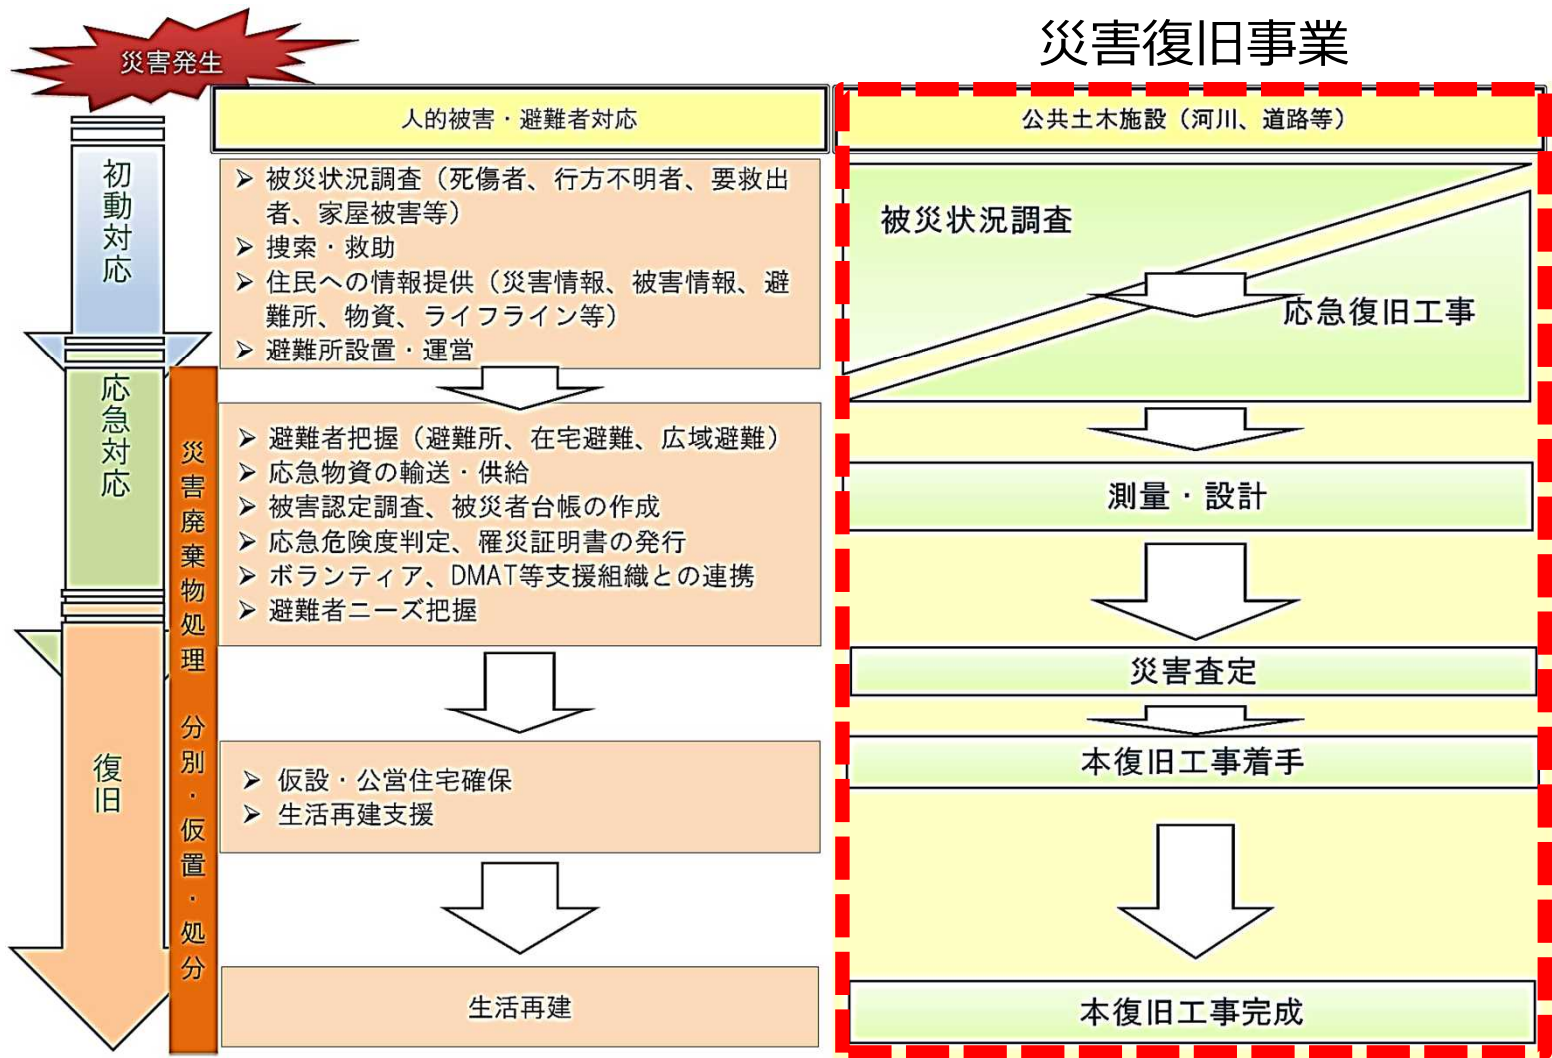 災害復旧事業
災害発生
人的被害・避難者対応
公共土木施設（河川、道路等）
初動対応
➢ 被災状況調査（死傷者、行方不明者、要救出
者、家屋被害等）
➢ 捜索・救助
➢ 住民への情報提供（災害情報、被害情報、避
難所、物資、ライフライン等）
➢ 避難所設置・運営
被災状況調査
応急復旧工事
応急対応
災害廃棄物処理　分別・仮置・処分
➢ 避難者把握（避難所、在宅避難、広域避難）
➢ 応急物資の輸送・供給
➢ 被害認定調査、被災者台帳の作成
➢ 応急危険度判定、罹災証明書の発行
➢ ボランティア、DMAT等支援組織との連携
➢ 避難者ニーズ把握
測量・設計
災害査定
復旧
➢ 仮設・公営住宅確保
➢ 生活再建支援
本復旧工事着手
生活再建
本復旧工事完成